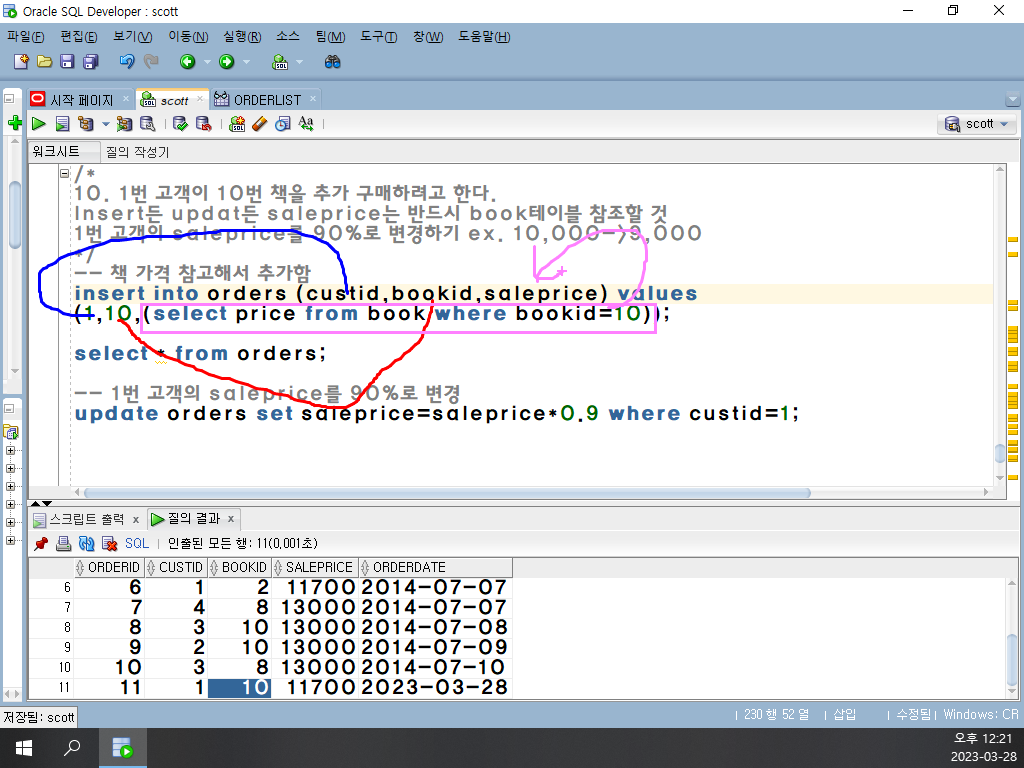 Oracle SQL Developer : scott
파일(F) 편집(E) 보기(V) 이동(N) 실행(R) 소스 팀(M) 도구(T) 창(W) 도움말(H)
시작 페이지 scott ORDERLIST
scott
워크시트 질의 작성기
/*
10. 1번 고객이 10번 책을 추가 구매하려고 한다.
Insert든 updat든 saleprice는 반드시 book테이블 참조할 것
1번 고객의 saleprice를 90%로 변경하기 ex. 10,000->9,000
*/
-- 책 가격 참고해서 추가함
insert into orders (custid,bookid,saleprice) values
(1,10,(select price from book where bookid=10));
select * from orders;
-- 1번 고객의 saleprice를 90%로 변경
update orders set saleprice=saleprice*0.9 where custid=1;
스크립트 출력 x 질의 결과 x
SQL | 인출된 모든 행: 11(0,001초)
ORDERID CUSTID BOOKID SALEPRICE ORDERDATE
6 6 1 2 11700 2014-07-07
7 7 4 8 13000 2014-07-07
8 8 3 10 13000 2014-07-08
9 9 2 10 13000 2014-07-09
10 10 3 8 13000 2014-07-10
11 11 1 10 11700 2023-03-28
저장됨: scott
230 행 52 열 | 삽입 | 수정됨 | Windows: CR
오후 12:21
2023-03-28